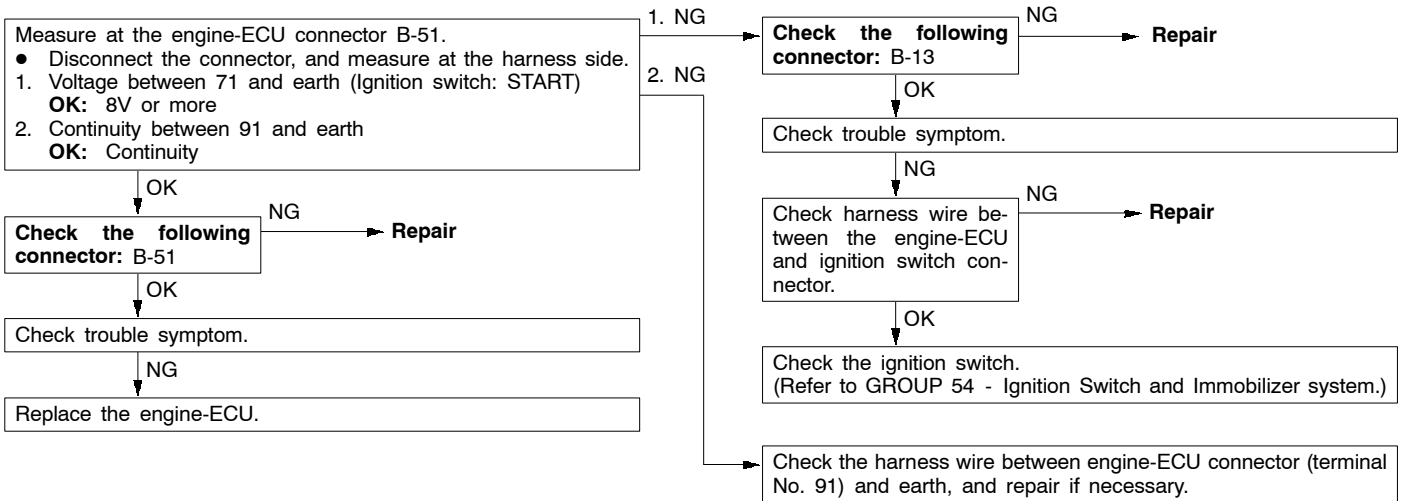 Measure at the engine-ECU connector B-51.
● Disconnect the connector, and measure at the harness side.
1. Voltage between 71 and earth (Ignition switch: START)
OK: 8V or more
2. Continuity between 91 and earth
OK: Continuity
OK
Check the following
connector: B-51
NG
Repair
OK
Check trouble symptom.
NG
Replace the engine-ECU.
1. NG
2. NG
Check the following
connector: B-13
NG
Repair
OK
Check trouble symptom.
NG
Check harness wire be-
tween the engine-ECU
and ignition switch con-
nector.
NG
Repair
OK
Check the ignition switch.
(Refer to GROUP 54 - Ignition Switch and Immobilizer system.)
Check the harness wire between engine-ECU connector (terminal
No. 91) and earth, and repair if necessary.